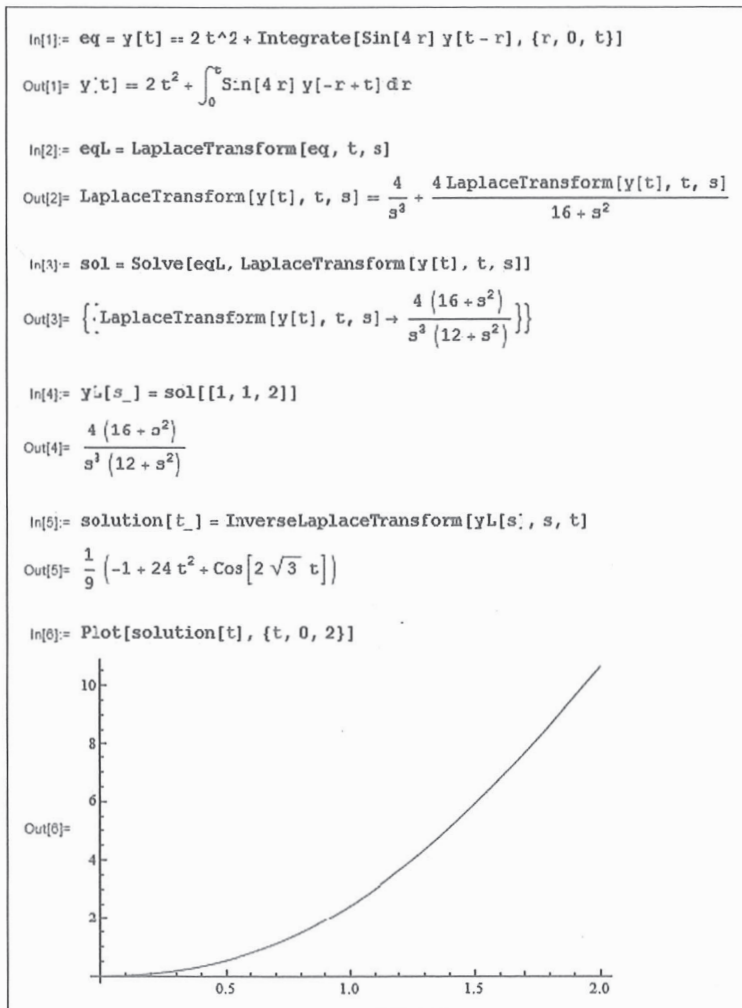 In[1]:= eq = y[t] == 2 t^2 + Integrate[Sin[4 r] y[t - r], {r, 0, t}]
Out[1]= y[t] == 2 t² + ∫₀ᵗ Sin[4 r] y[-r + t] dr
In[2]:= eqL = LaplaceTransform[eq, t, s]
Out[2]= LaplaceTransform[y[t], t, s] == 4/s³ + 4 LaplaceTransform[y[t], t, s]/(16 + s²)
In[3]:= sol = Solve[eqL, LaplaceTransform[y[t], t, s]]
Out[3]= {{LaplaceTransform[y[t], t, s] → 4 (16 + s²)/(s³ (12 + s²))}}
In[4]:= yL[s_] = sol[[1, 1, 2]]
Out[4]= 4 (16 + s²)/(s³ (12 + s²))
In[5]:= solution[t_] = InverseLaplaceTransform[yL[s], s, t]
Out[5]= 1/9 (-1 + 24 t² + Cos[2 √3 t])
In[6]:= Plot[solution[t], {t, 0, 2}]
10
8
6
Out[6]=
4
2
0.5 1.0 1.5 2.0